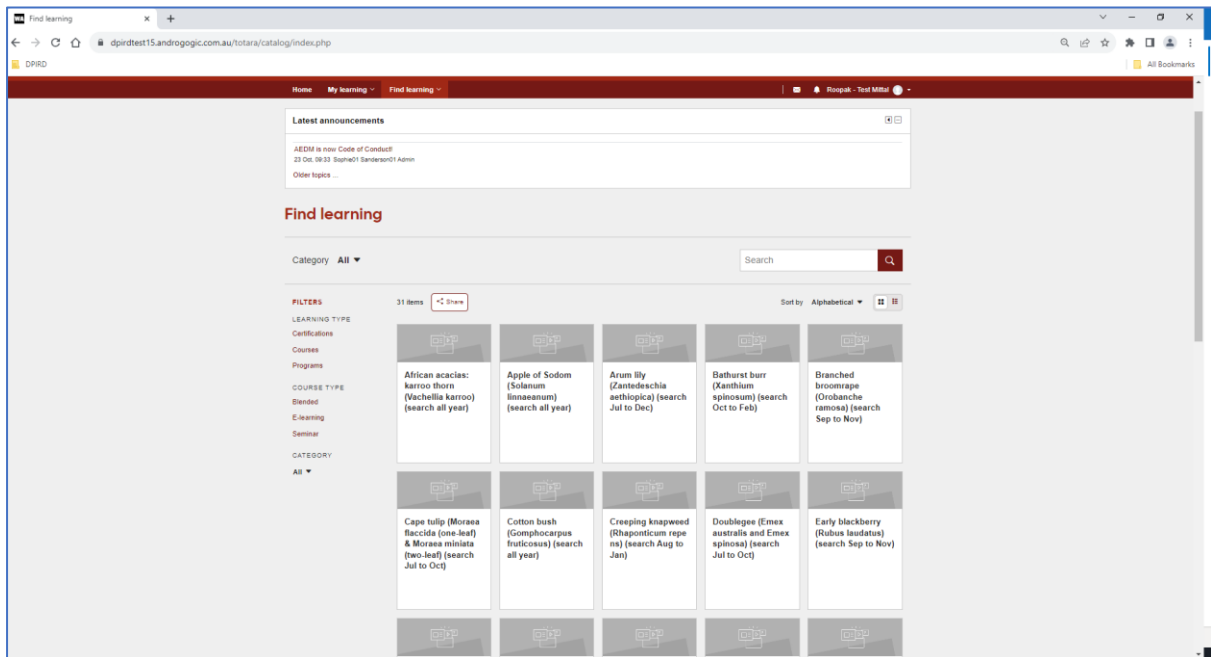 WA Find learning
dpirdtest15.androgogic.com.au/totara/catalog/index.php
DPIRD
All Bookmarks
Home My learning Find learning Roopak - Test Mittal
Latest announcements
AEDM is now Code of Conduct!
23 Oct, 09:33 Sophie01 Sanderson01 Admin
Older topics ...
Find learning
Category All
Search
FILTERS
31 items Share
Sort by Alphabetical
LEARNING TYPE
Certifications
Courses
Programs
COURSE TYPE
Blended
E-learning
Seminar
CATEGORY
All
African acacias:
karroo thorn
(Vachellia karroo)
(search all year)
Apple of Sodom
(Solanum
linnaeanum)
(search all year)
Arum lily
(Zantedeschia
aethiopica) (search
Jul to Dec)
Bathurst burr
(Xanthium
spinosum) (search
Oct to Feb)
Branched
broomrape
(Orobanche
ramosa) (search
Sep to Nov)
Cape tulip (Moraea
flaccida (one-leaf)
& Moraea miniata
(two-leaf) (search
Jul to Oct)
Cotton bush
(Gomphocarpus
fruticosus) (search
all year)
Creeping knapweed
(Rhaponticum repe
ns) (search Aug to
Jan)
Doublegee (Emex
australis and Emex
spinosa) (search
Jul to Oct)
Early blackberry
(Rubus laudatus)
(search Sep to Nov)